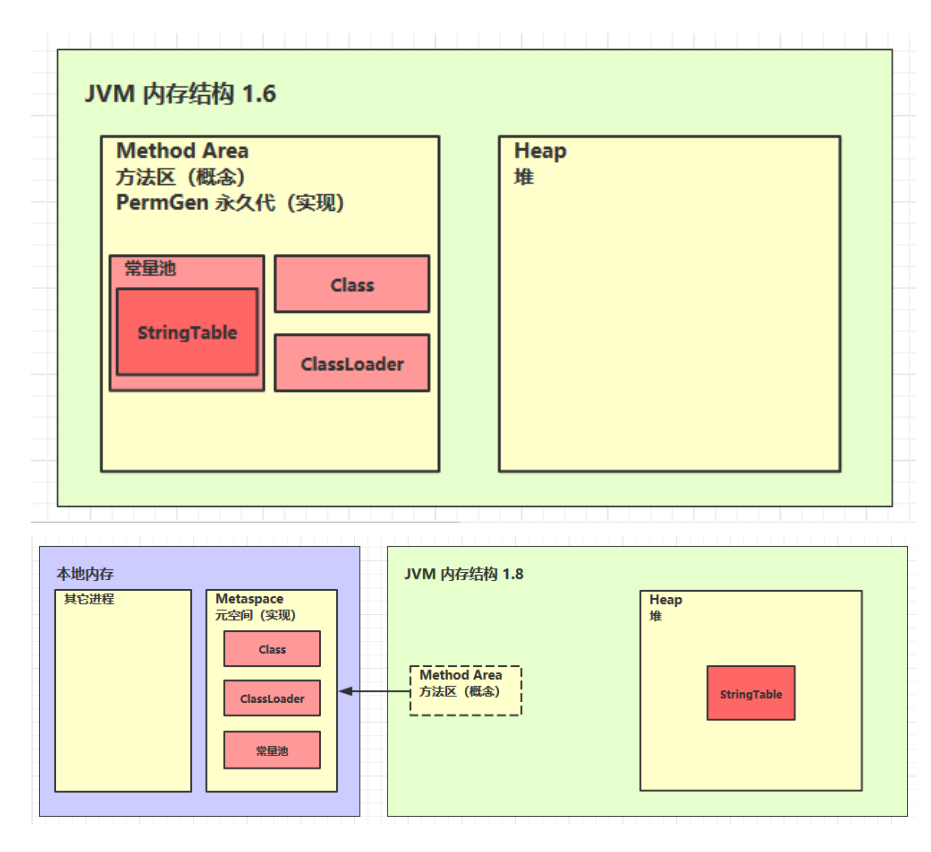 JVM 内存结构 1.6
Method Area
方法区（概念）
PermGen 永久代（实现）
常量池
StringTable
Class
ClassLoader
Heap
堆
本地内存
其它进程
Metaspace
元空间（实现）
Class
ClassLoader
常量池
JVM 内存结构 1.8
Method Area
方法区（概念）
Heap
堆
StringTable